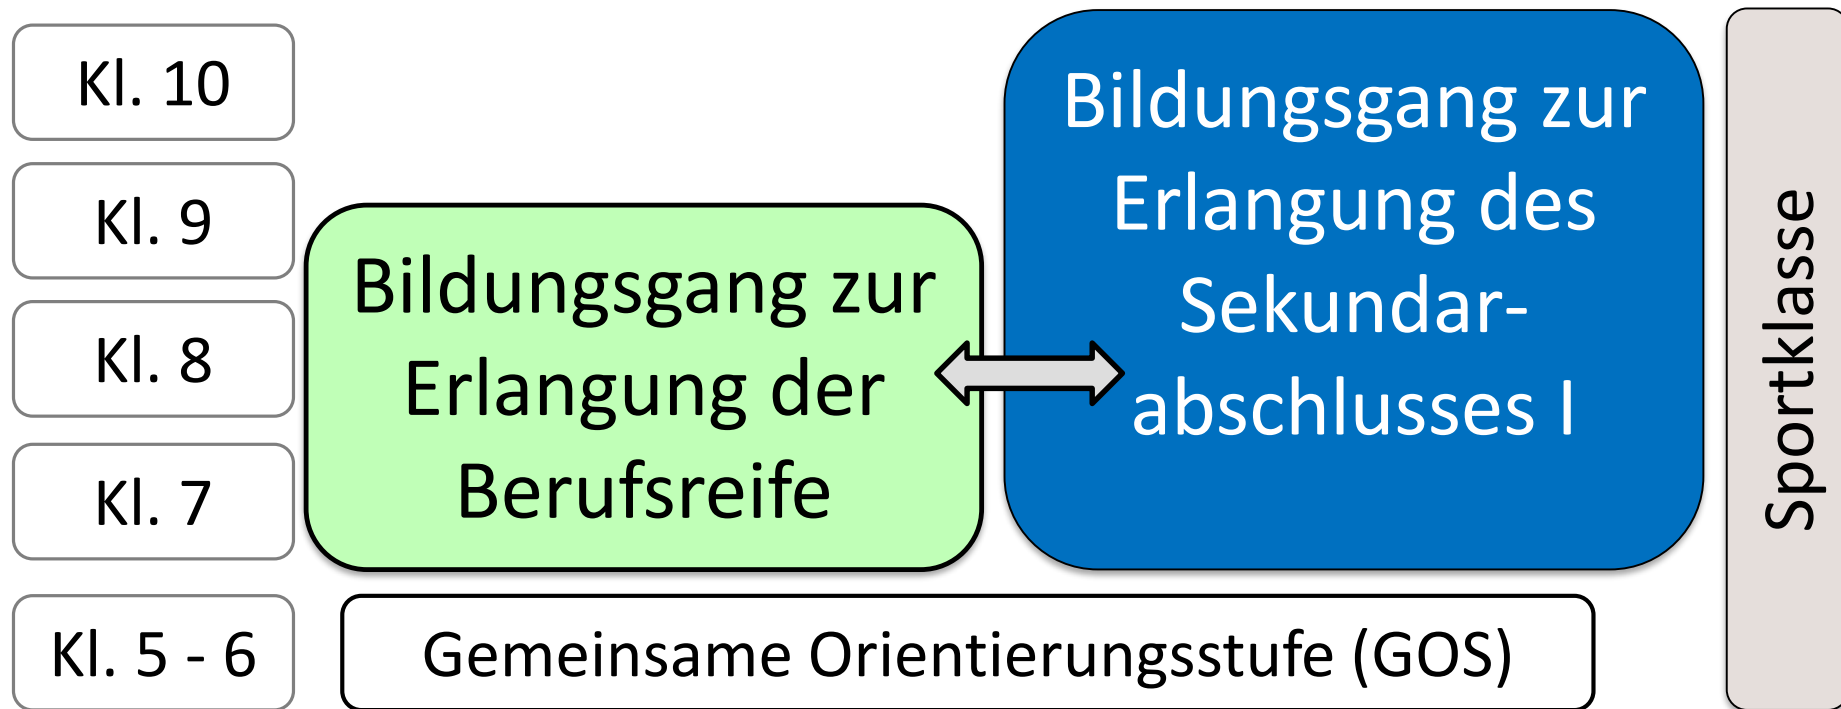 Kl. 10
Kl. 9
Kl. 8
Kl. 7
Kl. 5 - 6
Bildungsgang zur
Erlangung der
Berufsreife
Bildungsgang zur
Erlangung des
Sekundar-
abschlusses I
Gemeinsame Orientierungsstufe (GOS)
Sportklasse